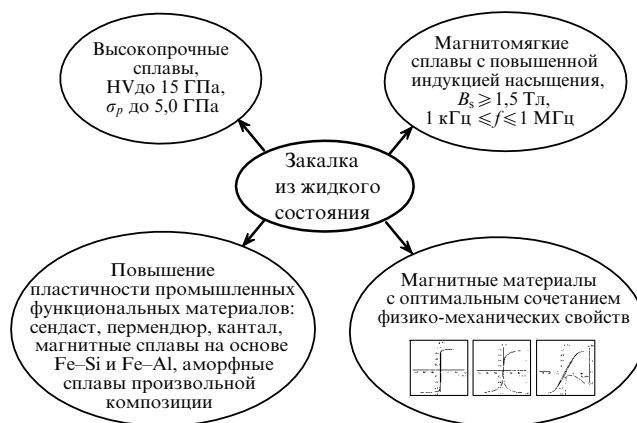 Высокопрочные
сплавы,
HVдо 15 ГПа,
σp до 5,0 ГПа
Магнитомягкие
сплавы с повышенной
индукцией насыщения,
Bs ⩾ 1,5 Тл,
1 кГц ⩽ f ⩽ 1 МГц
Закалка
из жидкого
состояния
Повышение
пластичности промышленных
функциональных материалов:
сендаст, пермендюр, кантал,
магнитные сплавы на основе
Fe–Si и Fe–Al, аморфные
сплавы произвольной
композиции
Магнитные материалы
с оптимальным сочетанием
физико-механических свойств